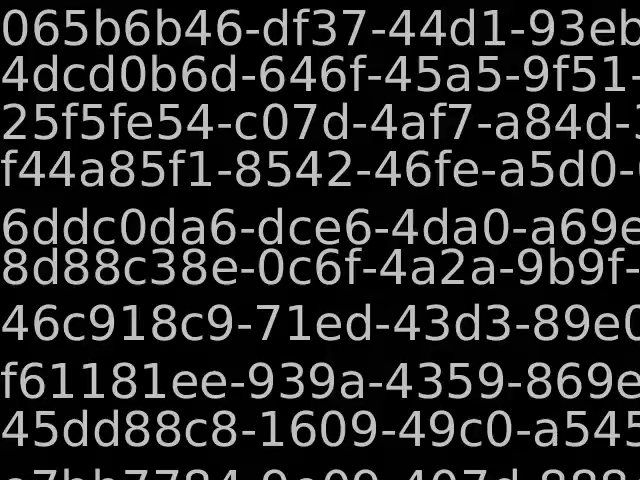 065b6b46-df37-44d1-93eb
4dcd0b6d-646f-45a5-9f51-
25f5fe54-c07d-4af7-a84d-
f44a85f1-8542-46fe-a5d0-
6ddc0da6-dce6-4da0-a69e
8d88c38e-0c6f-4a2a-9b9f-
46c918c9-71ed-43d3-89e0
f61181ee-939a-4359-869e
45dd88c8-1609-49c0-a545